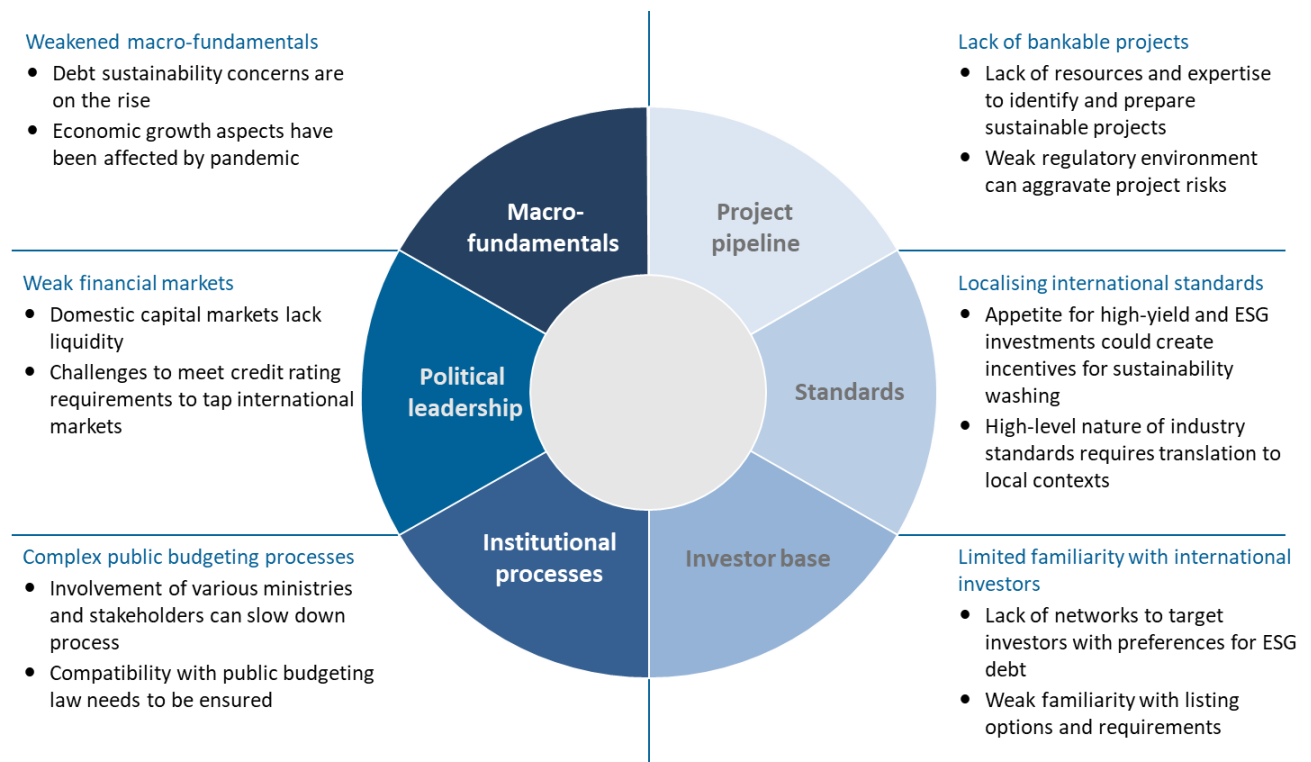 Weakened macro-fundamentals
• Debt sustainability concerns are
on the rise
• Economic growth aspects have
been affected by pandemic
Lack of bankable projects
• Lack of resources and expertise
to identify and prepare
sustainable projects
• Weak regulatory environment
can aggravate project risks
Macro-
fundamentals
Project
pipeline
Weak financial markets
• Domestic capital markets lack
liquidity
• Challenges to meet credit rating
requirements to tap international
markets
Political
leadership
Standards
Localising international standards
• Appetite for high-yield and ESG
investments could create
incentives for sustainability
washing
• High-level nature of industry
standards requires translation to
local contexts
Complex public budgeting processes
• Involvement of various ministries
and stakeholders can slow down
process
• Compatibility with public budgeting
law needs to be ensured
Institutional
processes
Investor base
Limited familiarity with international
investors
• Lack of networks to target
investors with preferences for ESG
debt
• Weak familiarity with listing
options and requirements